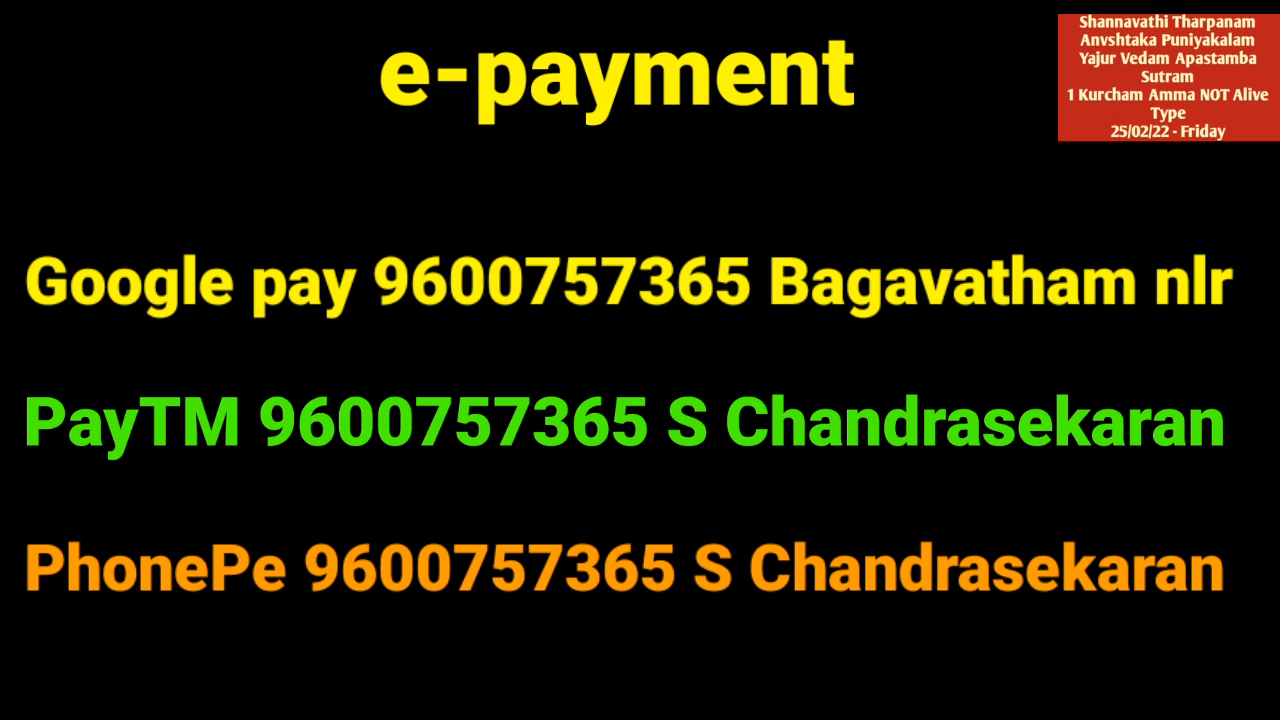 e-payment
Shannavathi Tharpanam
Anvshtaka Puniyakalam
Yajur Vedam Apastamba
Sutram
1 Kurcham Amma NOT Alive
Type
25/02/22 - Friday
Google pay 9600757365 Bagavatham nlr
PayTM 9600757365 S Chandrasekaran
PhonePe 9600757365 S Chandrasekaran